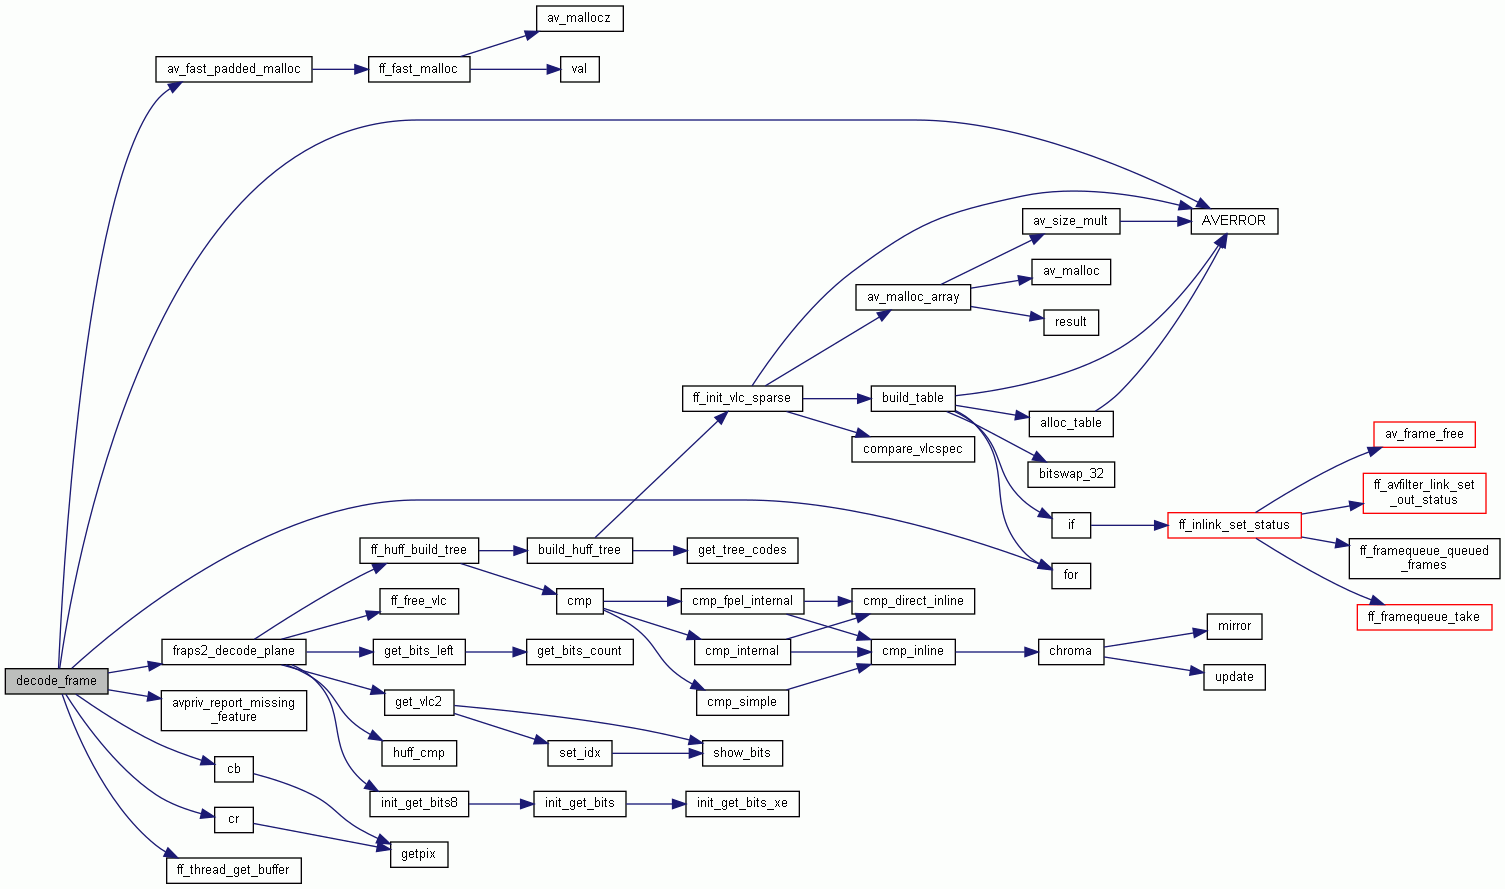 av_mallocz
av_fast_padded_malloc
ff_fast_malloc
val
av_size_mult
AVERROR
av_malloc
av_malloc_array
result
ff_init_vlc_sparse
build_table
alloc_table
compare_vlcspec
bitswap_32
av_frame_free
ff_avfilter_link_set
_out_status
if
ff_inlink_set_status
ff_framequeue_queued
_frames
ff_huff_build_tree
build_huff_tree
get_tree_codes
for
ff_free_vlc
cmp
cmp_fpel_internal
cmp_direct_inline
ff_framequeue_take
mirror
fraps2_decode_plane
get_bits_left
get_bits_count
cmp_internal
cmp_inline
chroma
update
decode_frame
avpriv_report_missing
_feature
get_vlc2
cmp_simple
huff_cmp
set_idx
show_bits
cb
init_get_bits8
init_get_bits
init_get_bits_xe
cr
getpix
ff_thread_get_buffer